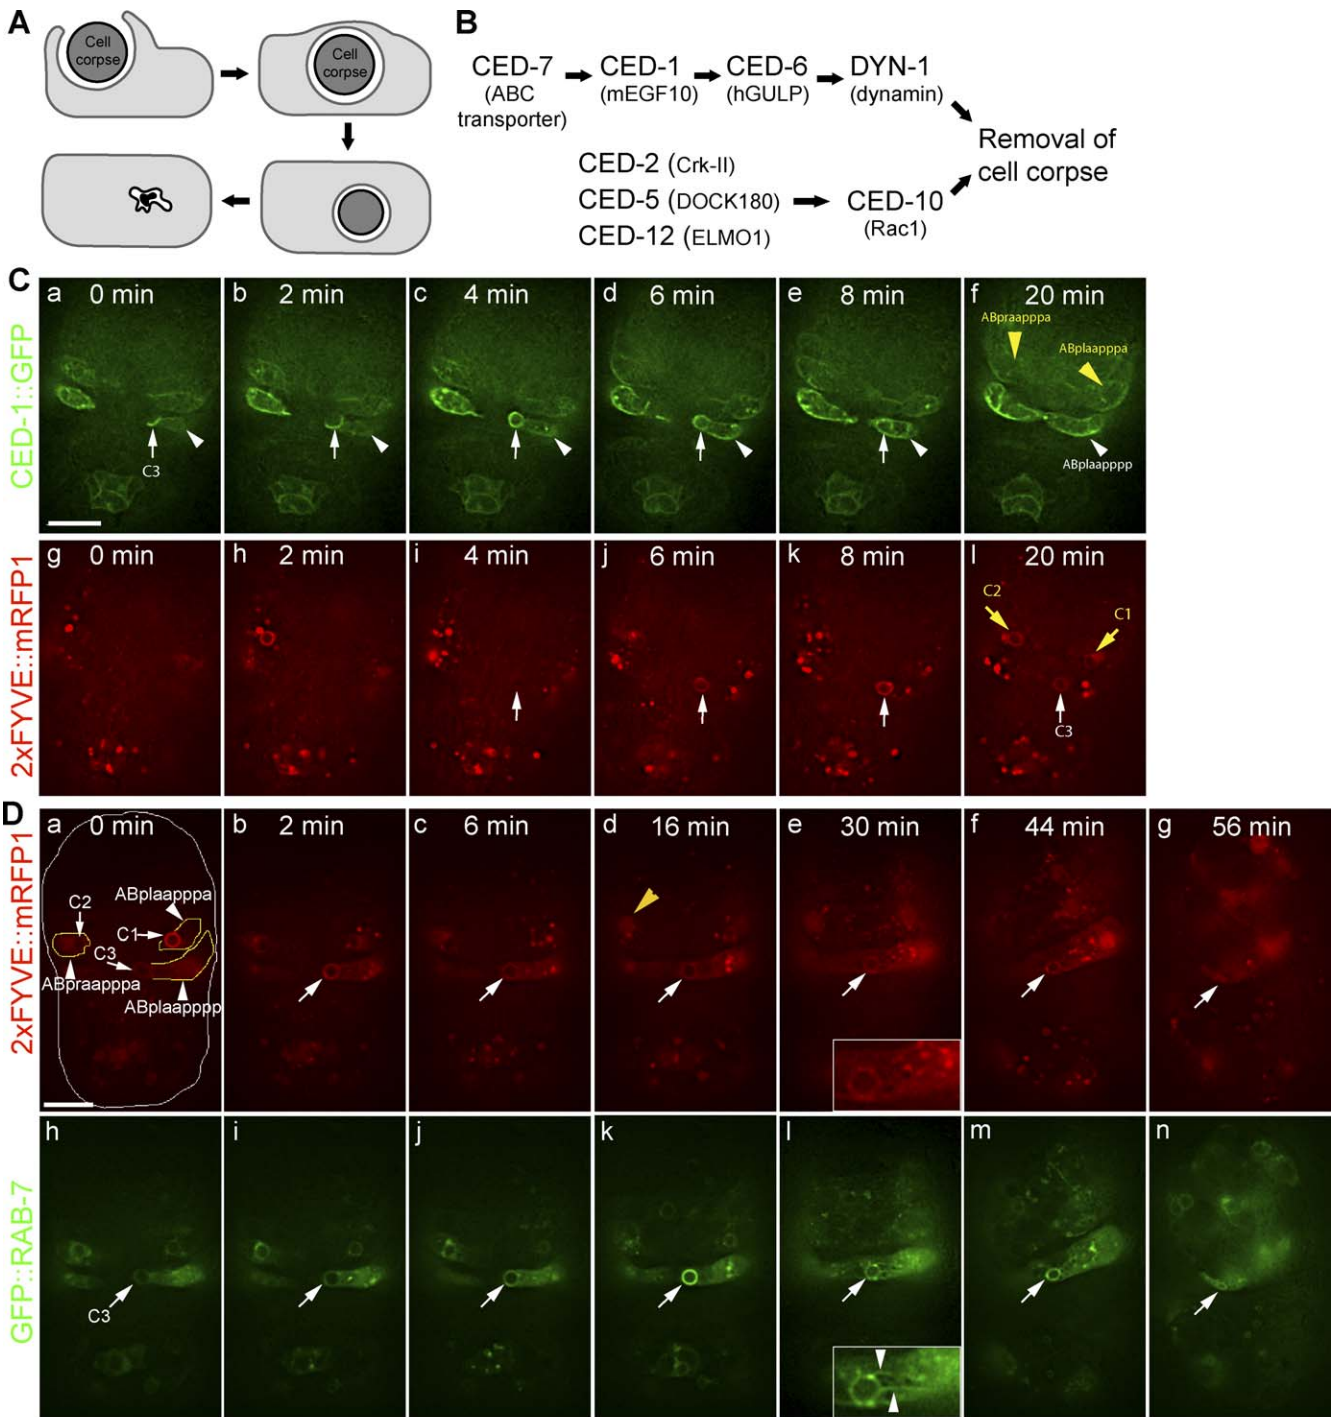 A
Cell
corpse
Cell
corpse
B
CED-7
(ABC
transporter)
CED-1
(mEGF10)
CED-6
(hGULP)
DYN-1
(dynamin)
CED-2 (Crk-II)
CED-5 (DOCK180)
CED-12 (ELMO1)
CED-10
(Rac1)
Removal of
cell corpse
C
CED-1::GFP
a 0 min
C3
b 2 min
c 4 min
d 6 min
e 8 min
f 20 min
ABpraapppa
ABplaapppa
ABplaapppp
2xFYVE::mRFP1
g 0 min
h 2 min
i 4 min
j 6 min
k 8 min
l 20 min
C2
C1
C3
D
2xFYVE::mRFP1
a 0 min
ABplaapppa
C2
C1
C3
ABpraapppa
ABplaapppp
b 2 min
c 6 min
d 16 min
e 30 min
f 44 min
g 56 min
GFP::RAB-7
h
C3
i
j
k
l
m
n